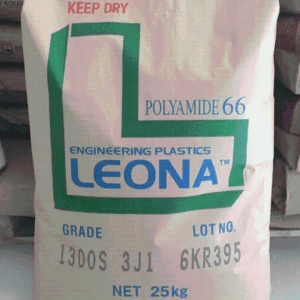 KEEP DRY
POLYAMIDE 66
ENGINEERING PLASTICS
LEONA™
GRADE LOT NO.
1300S 3J1 6KR395
NET 25kg